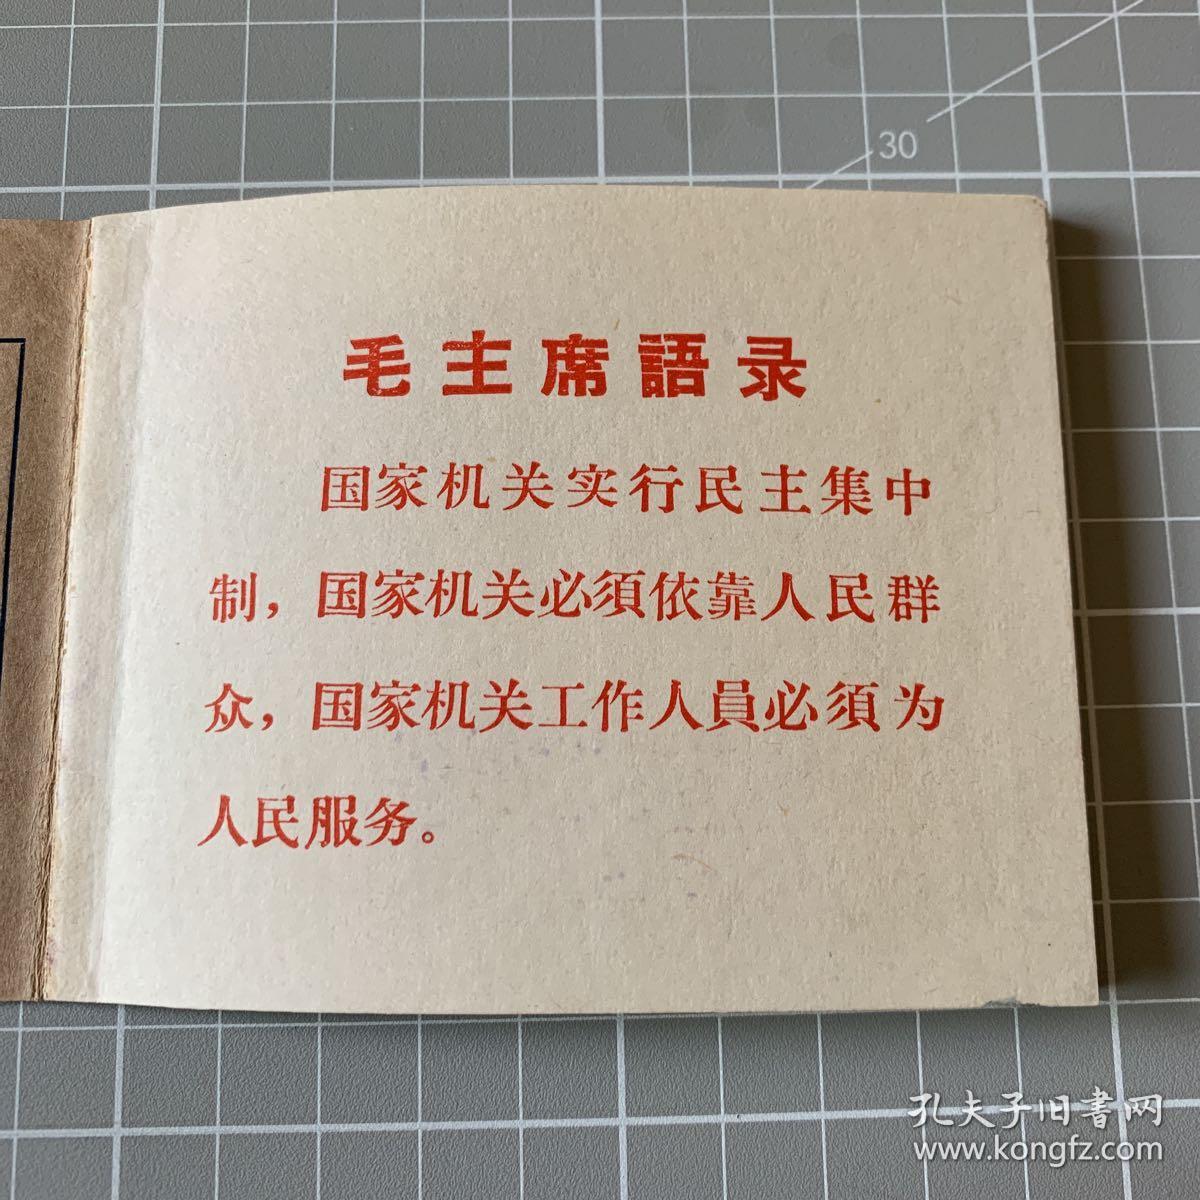 30
毛主席語录
国家机关实行民主集中
制，国家机关必須依靠人民群
众，国家机关工作人員必須为
人民服务。
孔夫子旧書网
www.kongfz.com